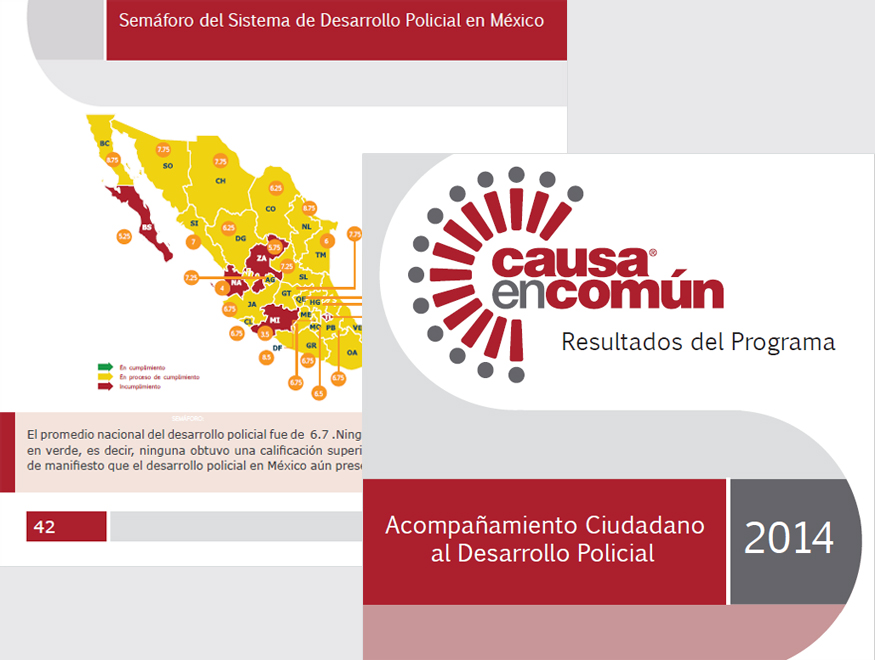 Semáforo del Sistema de Desarrollo Policial en México
BC
8.75
7.75
SO
7.75
CH
6.25
CO
8.75
NL
BS
5.25
SI
7
6.25
DG
5.75
ZA
6
TM
7.75
7.25
7.25
SL
NA
4
AG
GT
QE
HG
JA
6.75
CL
6.75
MI
3.5
ME
MO
PB
VE
DF
8.5
GR
6.75
OA
6.75
6.5
6.75
En cumplimiento
En proceso de cumplimiento
Incumplimiento
SEMÁFORO
El promedio nacional del desarrollo policial fue de 6.7 .Ning
en verde, es decir, ninguna obtuvo una calificación superi
de manifiesto que el desarrollo policial en México aún prese
42
causa®
encomún
Resultados del Programa
Acompañamiento Ciudadano
al Desarrollo Policial
2014